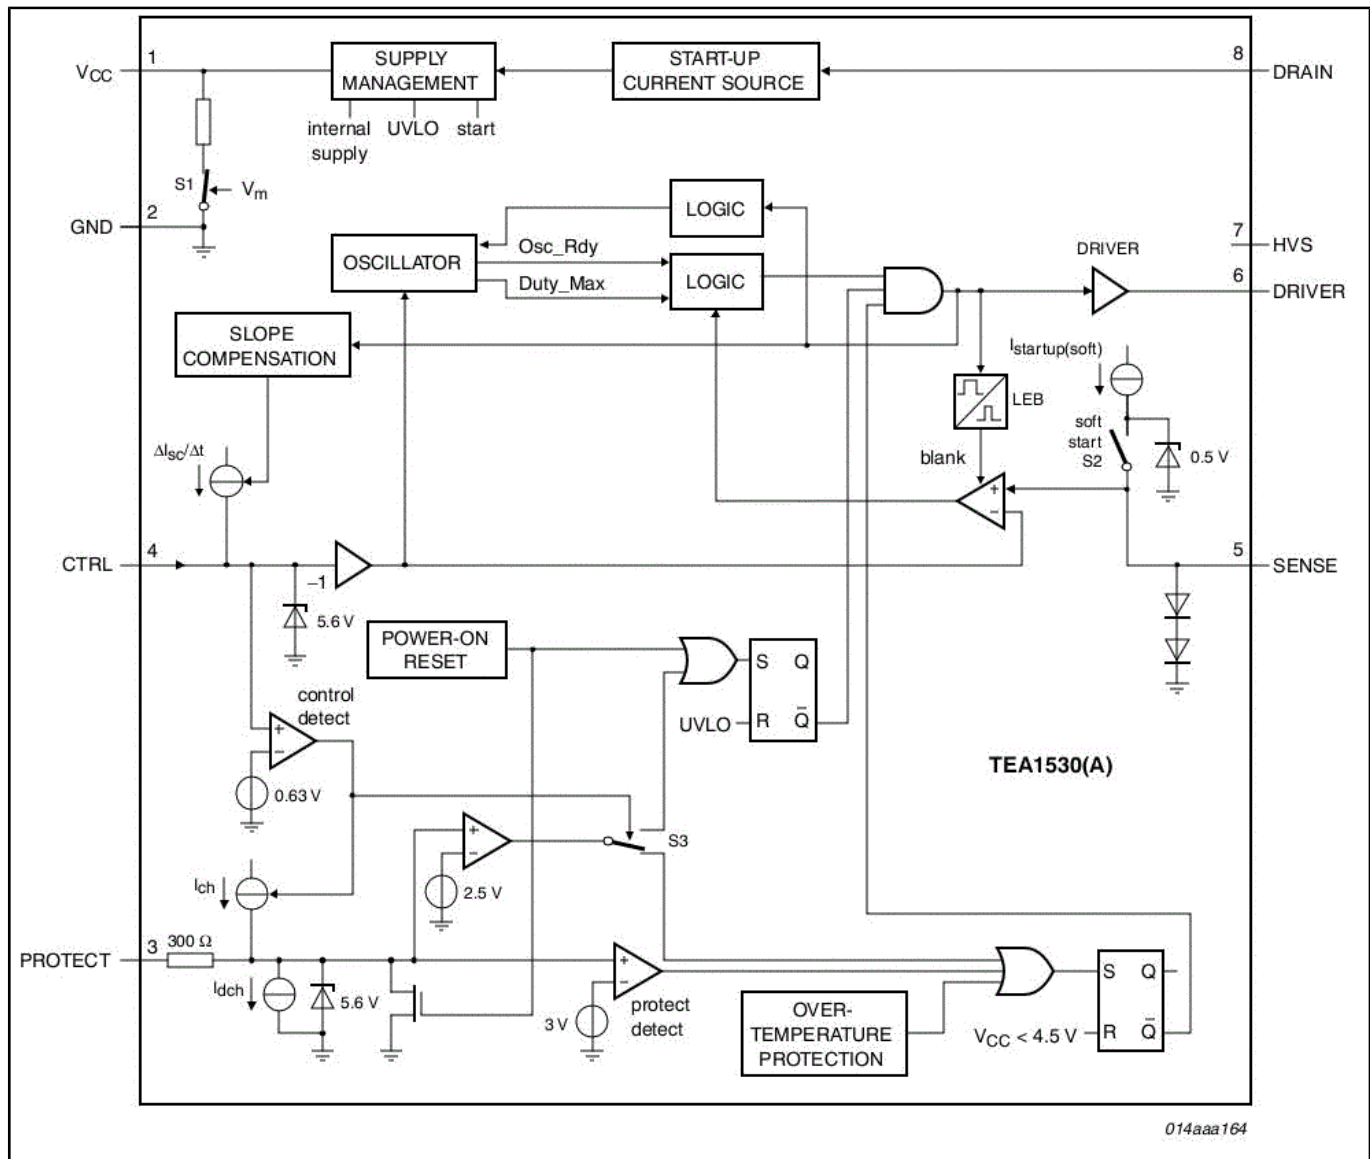 1
8
VCC
SUPPLY
MANAGEMENT
START-UP
CURRENT SOURCE
DRAIN
internal
supply
UVLO
start
S1
Vm
2
GND
LOGIC
7
HVS
OSCILLATOR
Osc_Rdy
Duty_Max
LOGIC
DRIVER
6
DRIVER
SLOPE
COMPENSATION
Istartup(soft)
LEB
soft
start
S2
0.5 V
ΔIsc/Δt
blank
+
−
4
CTRL
−1
5.6 V
5
SENSE
POWER-ON
RESET
S Q
UVLO
R Q̅
control
detect
+
−
0.63 V
TEA1530(A)
+
−
2.5 V
S3
Ich
3
PROTECT
300 Ω
Idch
5.6 V
+
−
3 V
protect
detect
OVER-
TEMPERATURE
PROTECTION
S Q
VCC < 4.5 V
R Q̅
014aaa164